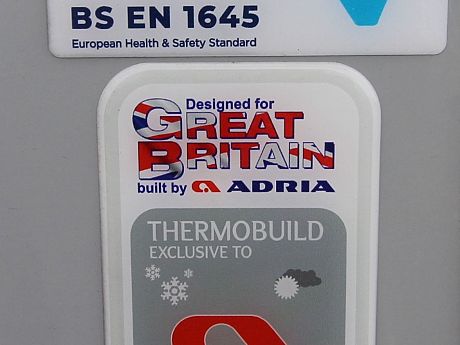 BS EN 1645
European Health & Safety Standard
Designed for
GREAT
BRITAIN
built by ADRIA
THERMOBUILD
EXCLUSIVE TO